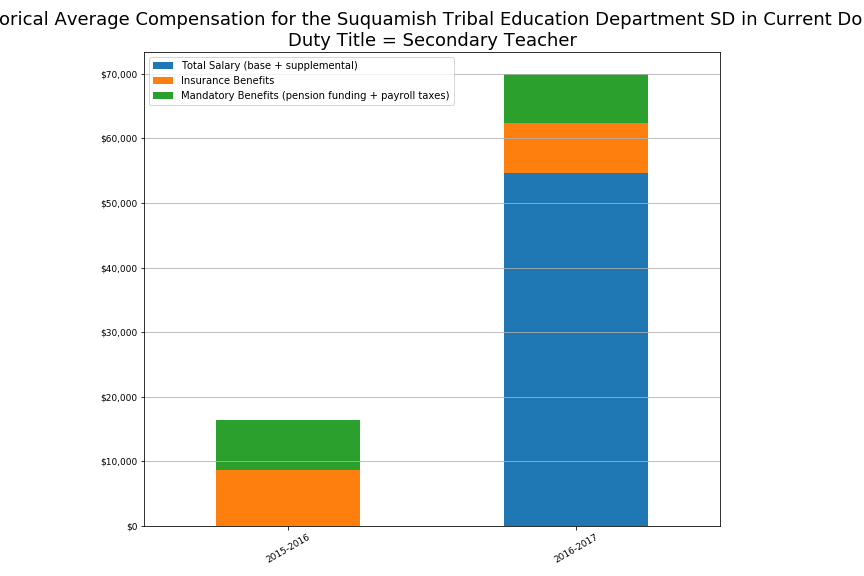 orical Average Compensation for the Suquamish Tribal Education Department SD in Current Do
Duty Title = Secondary Teacher
Total Salary (base + supplemental)
Insurance Benefits
Mandatory Benefits (pension funding + payroll taxes)
$70,000
$60,000
$50,000
$40,000
$30,000
$20,000
$10,000
$0
2015-2016
2016-2017